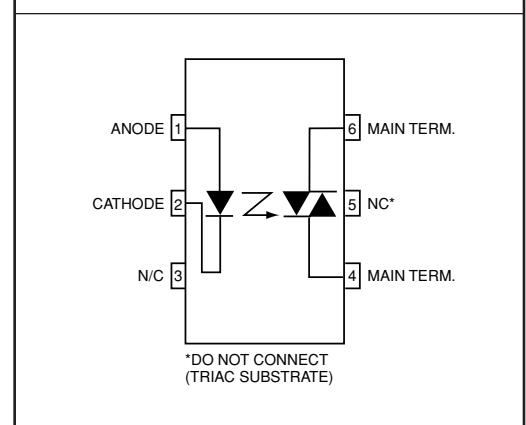 ANODE 1
6 MAIN TERM.
CATHODE 2
5 NC*
N/C 3
4 MAIN TERM.
*DO NOT CONNECT
(TRIAC SUBSTRATE)